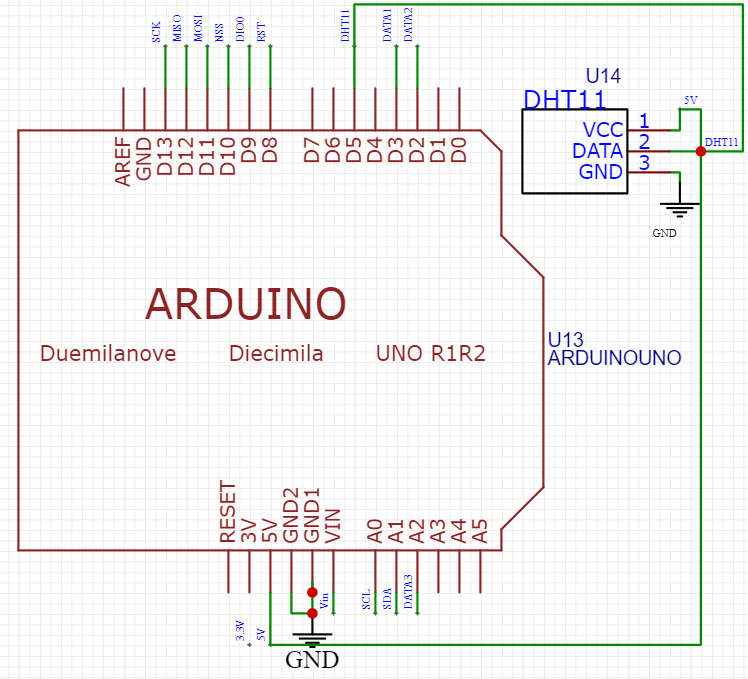 SCK
MISO
MOSI
NSS
DIO0
RST
DHT11
DATA1
DATA2
U14
DHT11
5V
VCC 1
DATA 2
GND 3
DHT11
GND
AREF
GND
D13
D12
D11
D10
D9
D8
D7
D6
D5
D4
D3
D2
D1
D0
ARDUINO
Duemilanove Diecimila UNO R1R2
U13
ARDUINOUNO
RESET
3V
5V
GND2
GND1
VIN
A0
A1
A2
A3
A4
A5
3.3V
5V
Vin
SCL
SDA
DATA3
GND